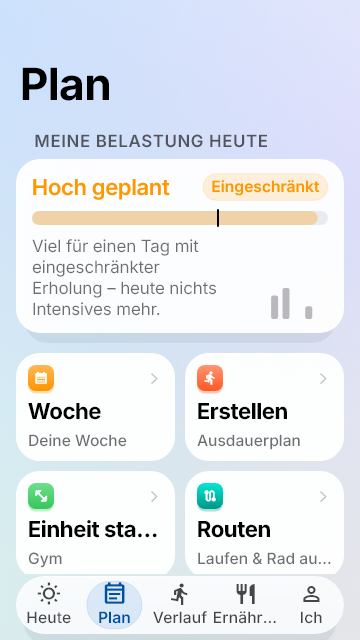 Plan
MEINE BELASTUNG HEUTE
Hoch geplant
Eingeschränkt
Viel für einen Tag mit
eingeschränkter
Erholung – heute nichts
Intensives mehr.
Woche
Deine Woche
Erstellen
Ausdauerplan
Einheit sta...
Gym
Routen
Laufen & Rad au...
Heute
Plan
Verlauf
Ernähr...
Ich